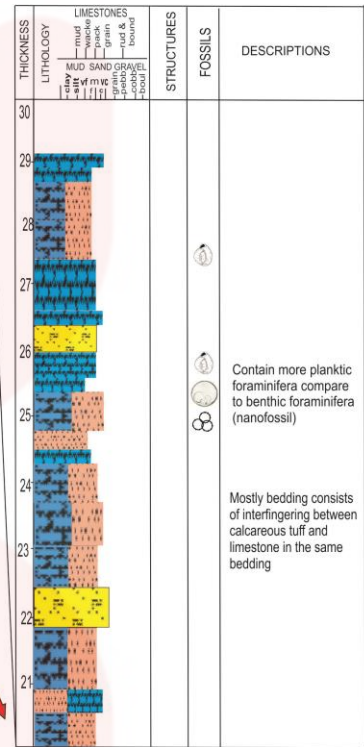 THICKNESS
LITHOLOGY
LIMESTONES
mud
wacke
pack
grain
rud &
bound
MUD SAND GRAVEL
clay
silt
vf
f
m
c
vc
grain
pebb
cobb
boul
STRUCTURES
FOSSILS
DESCRIPTIONS
30
29
28
27
26
25
24
23
22
21
Contain more planktic
foraminifera compare
to benthic foraminifera
(nanofossil)
Mostly bedding consists
of interfingering between
calcareous tuff and
limestone in the same
bedding